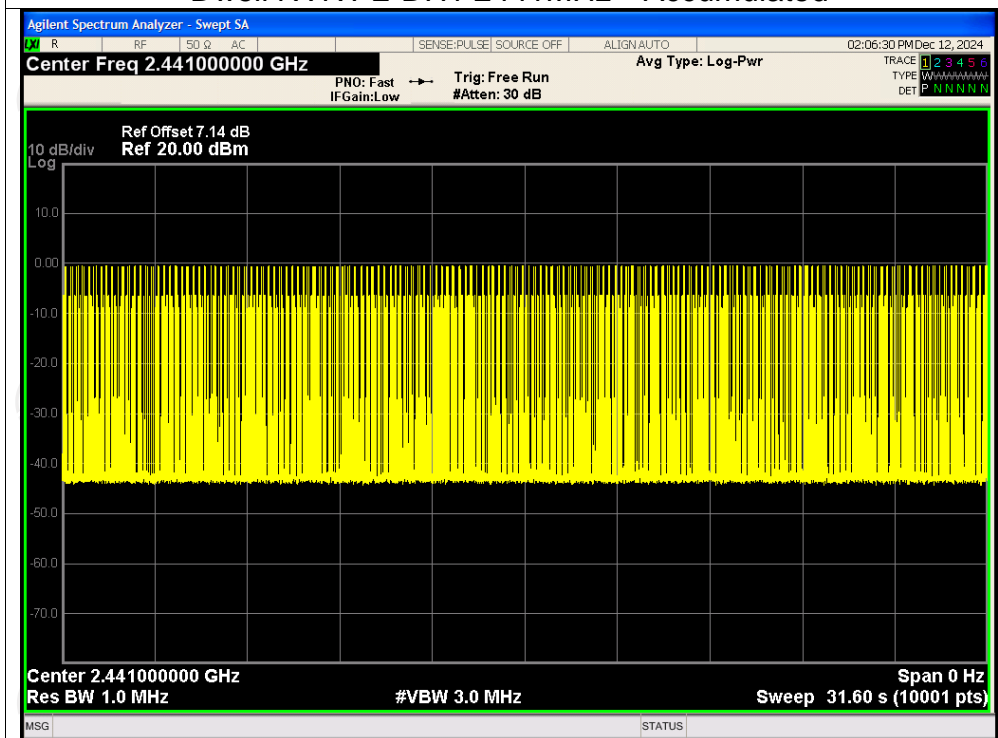 Agilent Spectrum Analyzer - Swept SA
LXI R RF 50 Ω AC SENSE:PULSE SOURCE OFF ALIGN AUTO 02:06:30 PM Dec 12, 2024
Center Freq 2.441000000 GHz Avg Type: Log-Pwr TRACE 1 2 3 4 5 6
PNO: Fast Trig: Free Run TYPE WWWWWW
IFGain:Low #Atten: 30 dB DET P N N N N N
Ref Offset 7.14 dB
10 dB/div Ref 20.00 dBm
Log
10.0
0.00
-10.0
-20.0
-30.0
-40.0
-50.0
-60.0
-70.0
Center 2.441000000 GHz Span 0 Hz
Res BW 1.0 MHz #VBW 3.0 MHz Sweep 31.60 s (10001 pts)
MSG STATUS